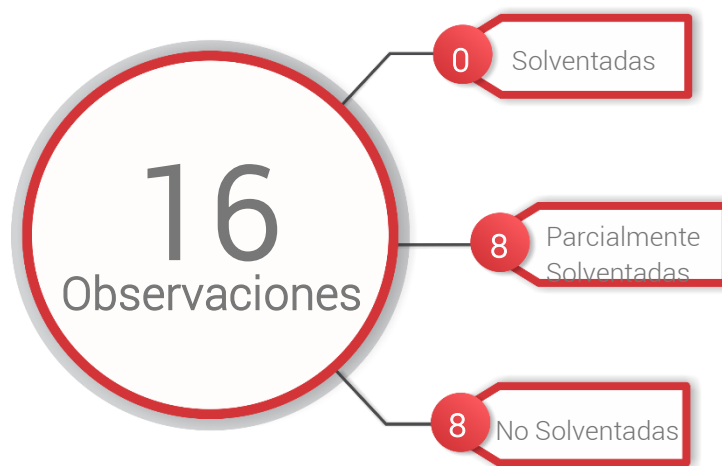 16
Observaciones
0
Solventadas
8
Parcialmente
Solventadas
8
No Solventadas